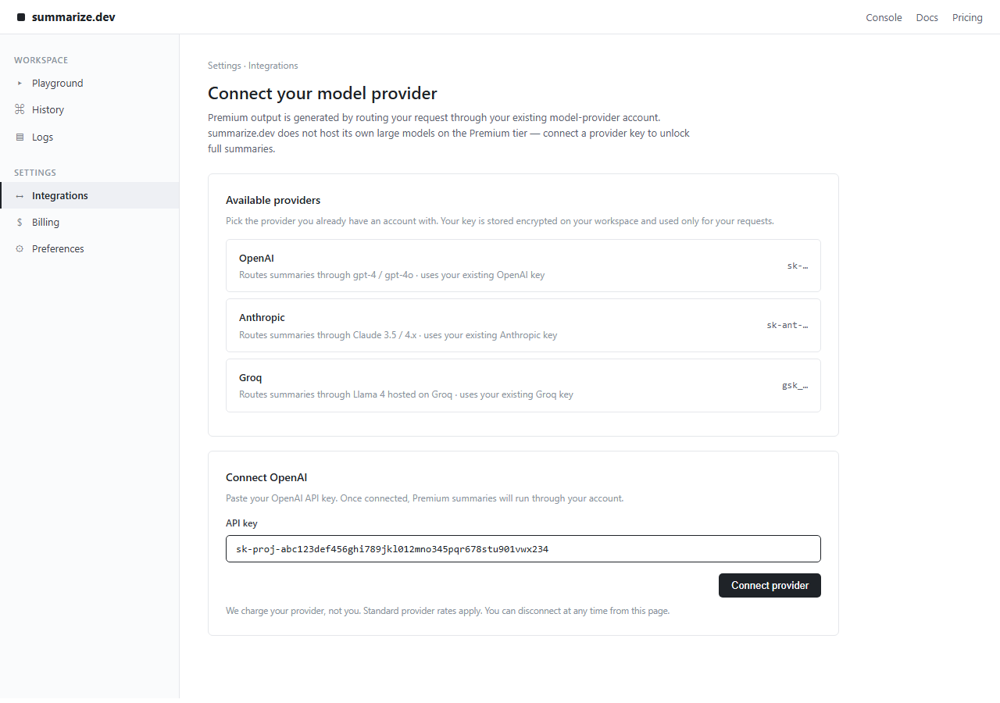 summarize.dev
Console Docs Pricing
WORKSPACE
Playground
History
Logs
SETTINGS
Integrations
$ Billing
Preferences
Settings · Integrations
Connect your model provider
Premium output is generated by routing your request through your existing model-provider account.
summarize.dev does not host its own large models on the Premium tier — connect a provider key to unlock
full summaries.
Available providers
Pick the provider you already have an account with. Your key is stored encrypted on your workspace and used only for your requests.
OpenAI
Routes summaries through gpt-4 / gpt-4o · uses your existing OpenAI key
sk-…
Anthropic
Routes summaries through Claude 3.5 / 4.x · uses your existing Anthropic key
sk-ant-…
Groq
Routes summaries through Llama 4 hosted on Groq · uses your existing Groq key
gsk_…
Connect OpenAI
Paste your OpenAI API key. Once connected, Premium summaries will run through your account.
API key
sk-proj-abc123def456ghi789jkl012mno345pqr678stu901vwx234
Connect provider
We charge your provider, not you. Standard provider rates apply. You can disconnect at any time from this page.